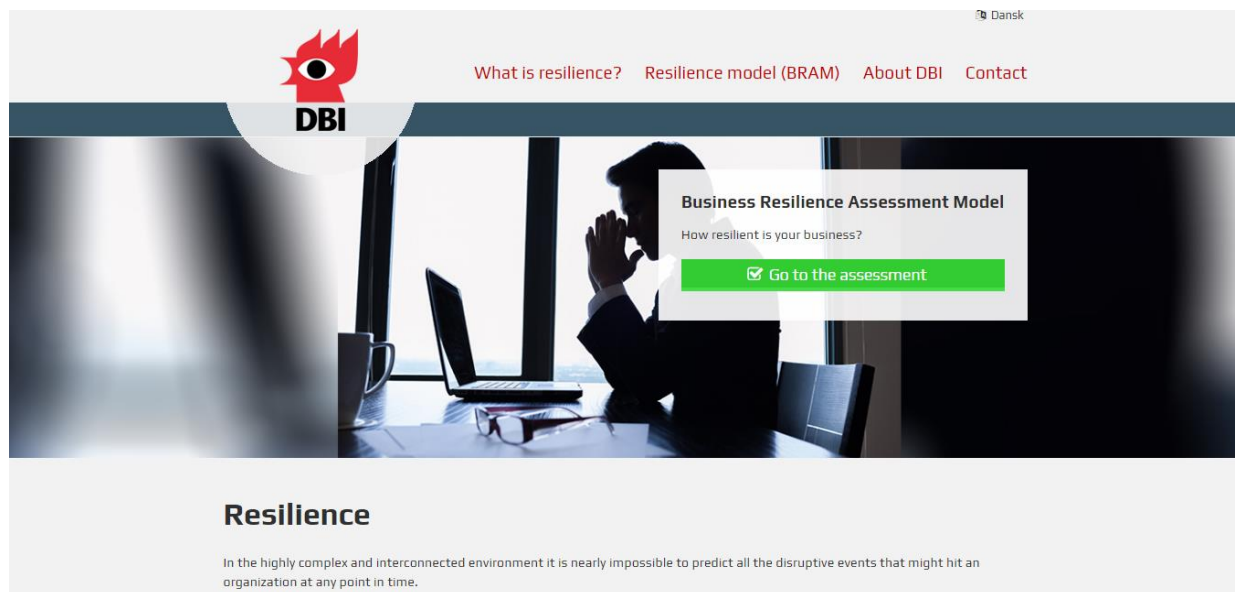 Dansk
DBI
What is resilience? Resilience model (BRAM) About DBI Contact
Business Resilience Assessment Model
How resilient is your business?
Go to the assessment
Resilience
In the highly complex and interconnected environment it is nearly impossible to predict all the disruptive events that might hit an
organization at any point in time.